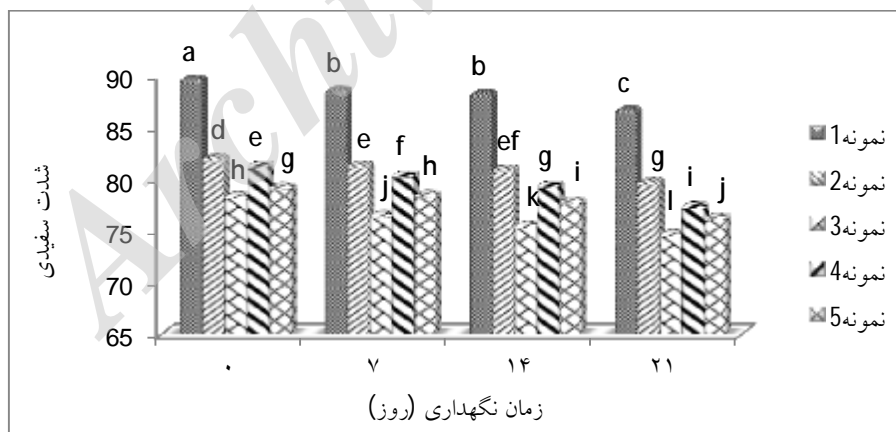 Archiv
a
b
b
c
d
h
e
g
e
j
f
h
ef
k
g
i
g
l
i
j
90
85
80
75
70
65
شدت سفیدی
۰
۷
۱۴
۲۱
زمان نگهداری (روز)
نمونه1
نمونه2
نمونه3
نمونه4
نمونه5